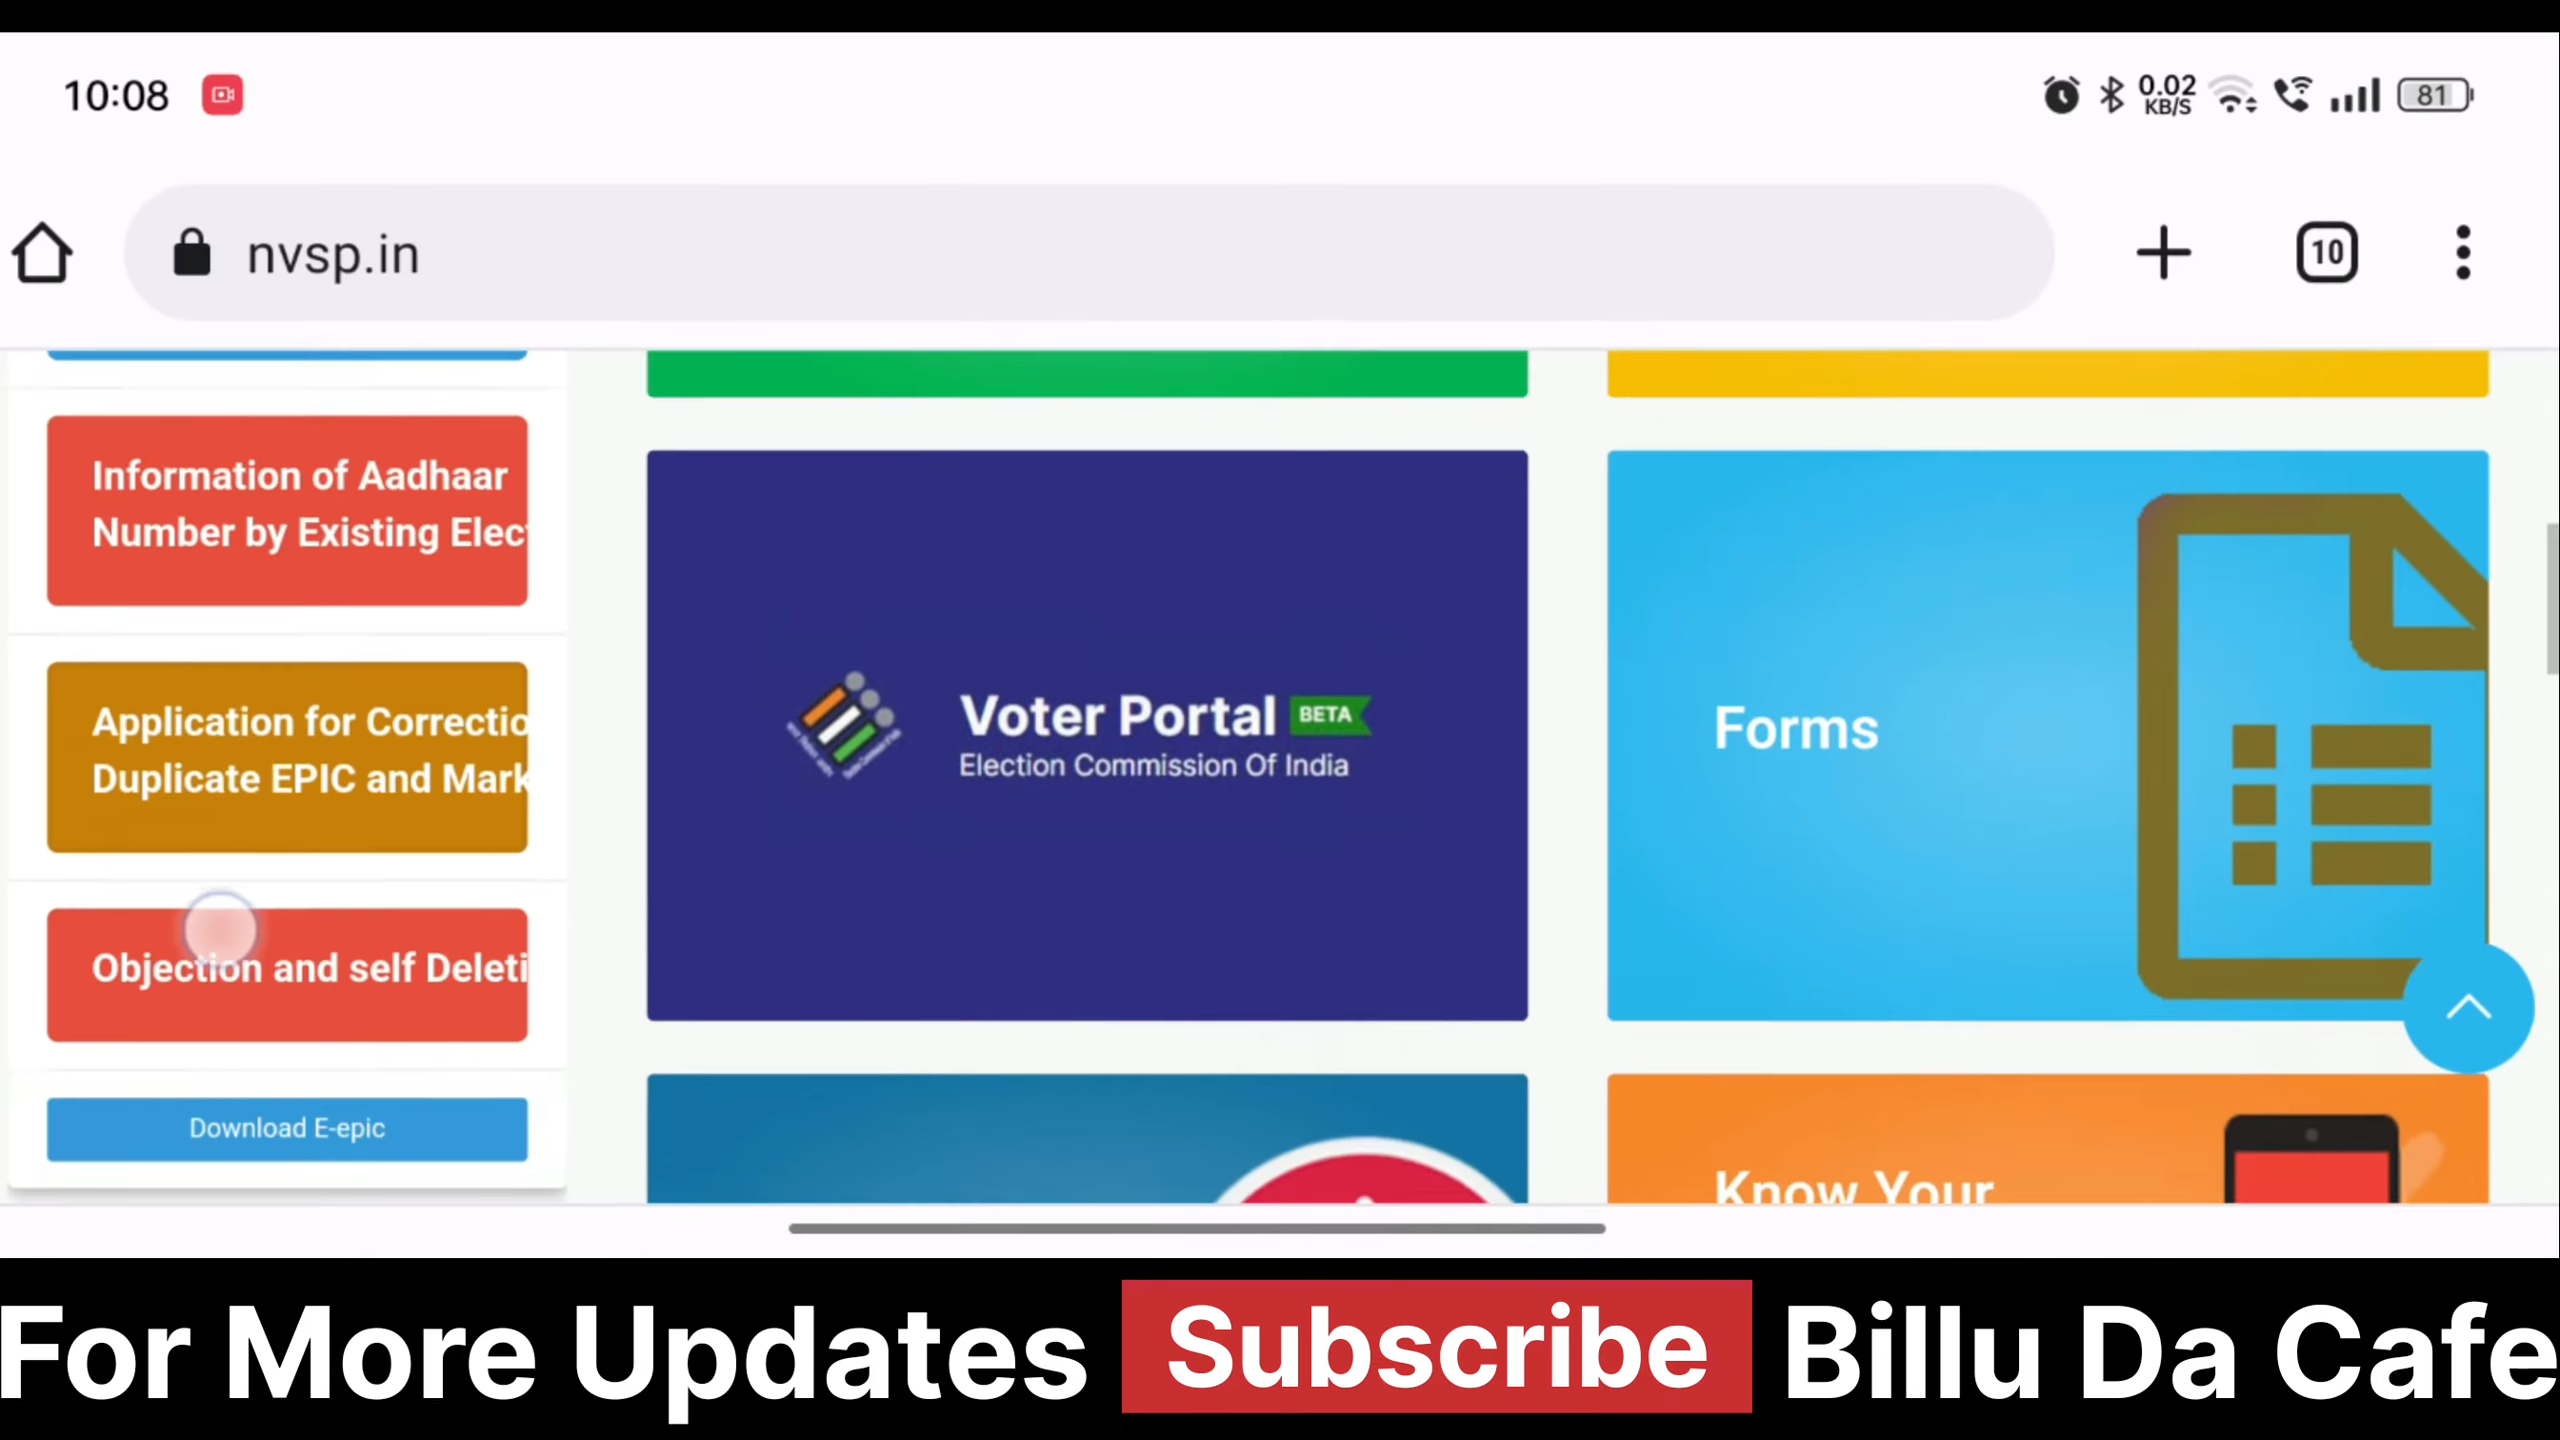 10:08
0.02
KB/S
81
nvsp.in
10
Information of Aadhaar
Number by Existing Elec
Application for Correctio
Duplicate EPIC and Mark
Objection and self Deleti
Download E-epic
Voter Portal BETA
Election Commission Of India
Forms
Know Your
For More Updates Subscribe Billu Da Cafe